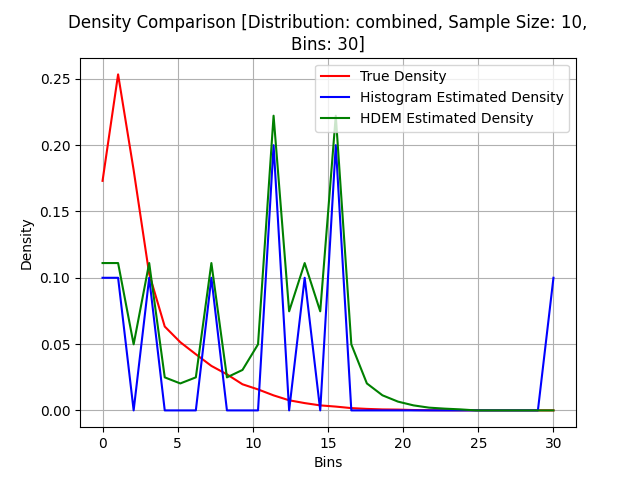 Density Comparison [Distribution: combined, Sample Size: 10,
Bins: 30]
True Density
Histogram Estimated Density
HDEM Estimated Density
Density
0.25
0.20
0.15
0.10
0.05
0.00
0 5 10 15 20 25 30
Bins